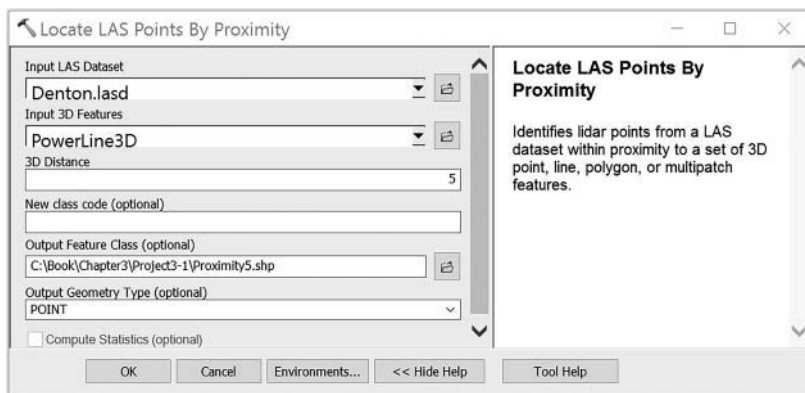 Locate LAS Points By Proximity
Input LAS Dataset
Denton.lasd
Input 3D Features
PowerLine3D
3D Distance
5
New class code (optional)
Output Feature Class (optional)
C:\Book\Chapter3\Project3-1\Proximity5.shp
Output Geometry Type (optional)
POINT
Compute Statistics (optional)
Locate LAS Points By
Proximity
Identifies lidar points from a LAS
dataset within proximity to a set of 3D
point, line, polygon, or multipatch
features.
OK Cancel Environments... << Hide Help Tool Help